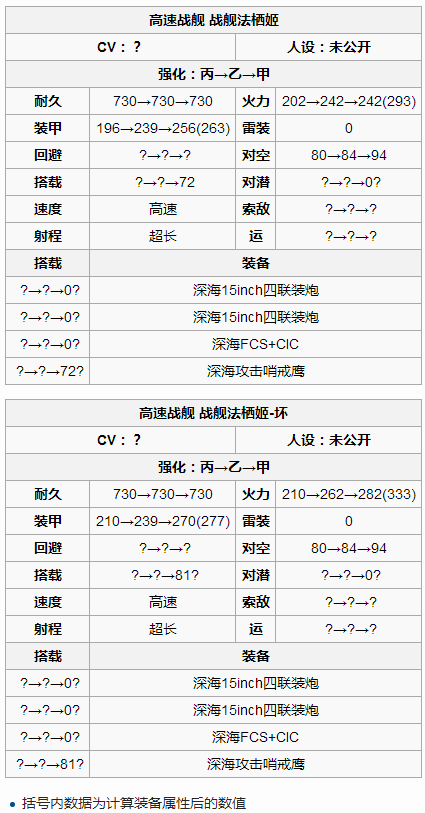 高速战舰 战舰法栖姬
CV：？ 人设：未公开
强化：丙→乙→甲
耐久 730→730→730 火力 202→242→242(293)
装甲 196→239→256(263) 雷装 0
回避 ?→?→? 对空 80→84→94
搭载 ?→?→72 对潜 ?→?→0?
速度 高速 索敌 ?→?→?
射程 超长 运 ?→?→?
搭载 装备
?→?→0? 深海15inch四联装炮
?→?→0? 深海15inch四联装炮
?→?→0? 深海FCS+CIC
?→?→72? 深海攻击哨戒鹰
高速战舰 战舰法栖姬-坏
CV：？ 人设：未公开
强化：丙→乙→甲
耐久 730→730→730 火力 210→262→282(333)
装甲 210→239→270(277) 雷装 0
回避 ?→?→? 对空 80→84→94
搭载 ?→?→81? 对潜 ?→?→0?
速度 高速 索敌 ?→?→?
射程 超长 运 ?→?→?
搭载 装备
?→?→0? 深海15inch四联装炮
?→?→0? 深海15inch四联装炮
?→?→0? 深海FCS+CIC
?→?→81? 深海攻击哨戒鹰
• 括号内数据为计算装备属性后的数值